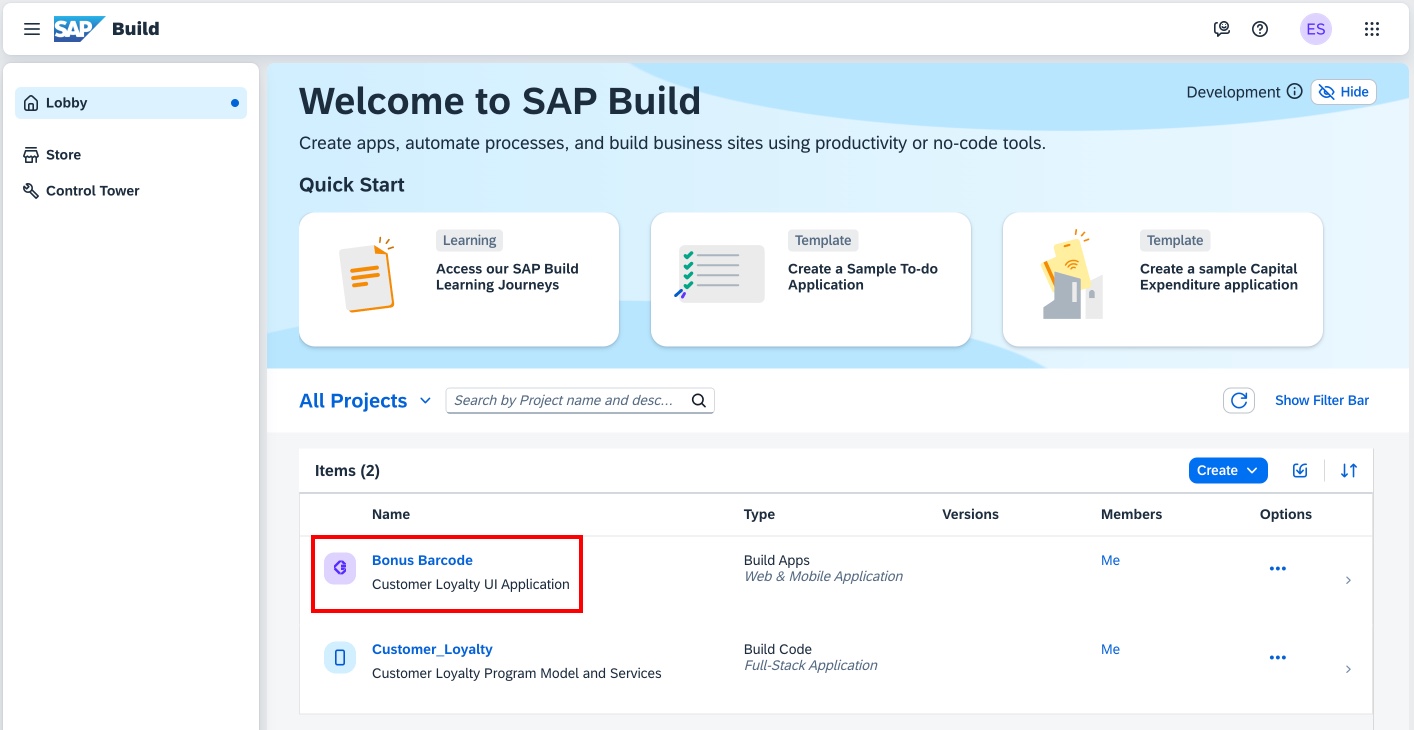 SAP Build
ES
Lobby
Store
Control Tower
Welcome to SAP Build
Development
Hide
Create apps, automate processes, and build business sites using productivity or no-code tools.
Quick Start
Learning
Access our SAP Build
Learning Journeys
Template
Create a Sample To-do
Application
Template
Create a sample Capital
Expenditure application
All Projects
Search by Project name and desc...
Show Filter Bar
Items (2)
Create
Name Type Versions Members Options
Bonus Barcode Build Apps Me
Customer Loyalty UI Application Web & Mobile Application
Customer_Loyalty Build Code Me
Customer Loyalty Program Model and Services Full-Stack Application